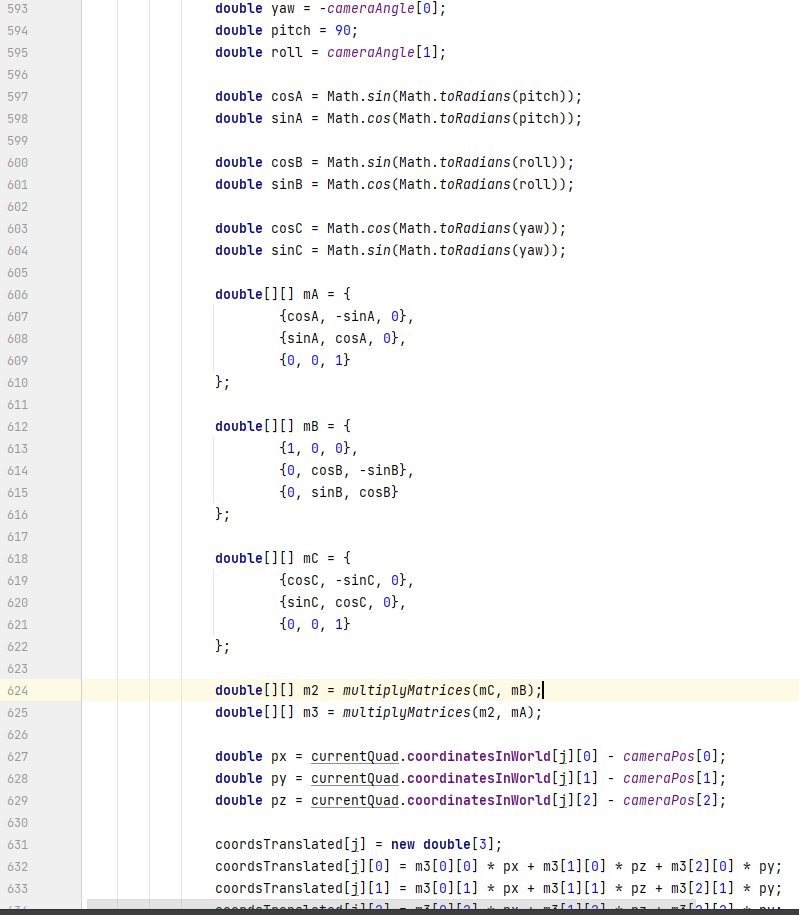 593 double yaw = -cameraAngle[0];
594 double pitch = 90;
595 double roll = cameraAngle[1];
596
597 double cosA = Math.sin(Math.toRadians(pitch));
598 double sinA = Math.cos(Math.toRadians(pitch));
599
600 double cosB = Math.sin(Math.toRadians(roll));
601 double sinB = Math.cos(Math.toRadians(roll));
602
603 double cosC = Math.cos(Math.toRadians(yaw));
604 double sinC = Math.sin(Math.toRadians(yaw));
605
606 double[][] mA = {
607 {cosA, -sinA, 0},
608 {sinA, cosA, 0},
609 {0, 0, 1}
610 };
611
612 double[][] mB = {
613 {1, 0, 0},
614 {0, cosB, -sinB},
615 {0, sinB, cosB}
616 };
617
618 double[][] mC = {
619 {cosC, -sinC, 0},
620 {sinC, cosC, 0},
621 {0, 0, 1}
622 };
623
624 double[][] m2 = multiplyMatrices(mC, mB);
625 double[][] m3 = multiplyMatrices(m2, mA);
626
627 double px = currentQuad.coordinatesInWorld[j][0] - cameraPos[0];
628 double py = currentQuad.coordinatesInWorld[j][1] - cameraPos[1];
629 double pz = currentQuad.coordinatesInWorld[j][2] - cameraPos[2];
630
631 coordsTranslated[j] = new double[3];
632 coordsTranslated[j][0] = m3[0][0] * px + m3[1][0] * pz + m3[2][0] * py;
633 coordsTranslated[j][1] = m3[0][1] * px + m3[1][1] * pz + m3[2][1] * py;